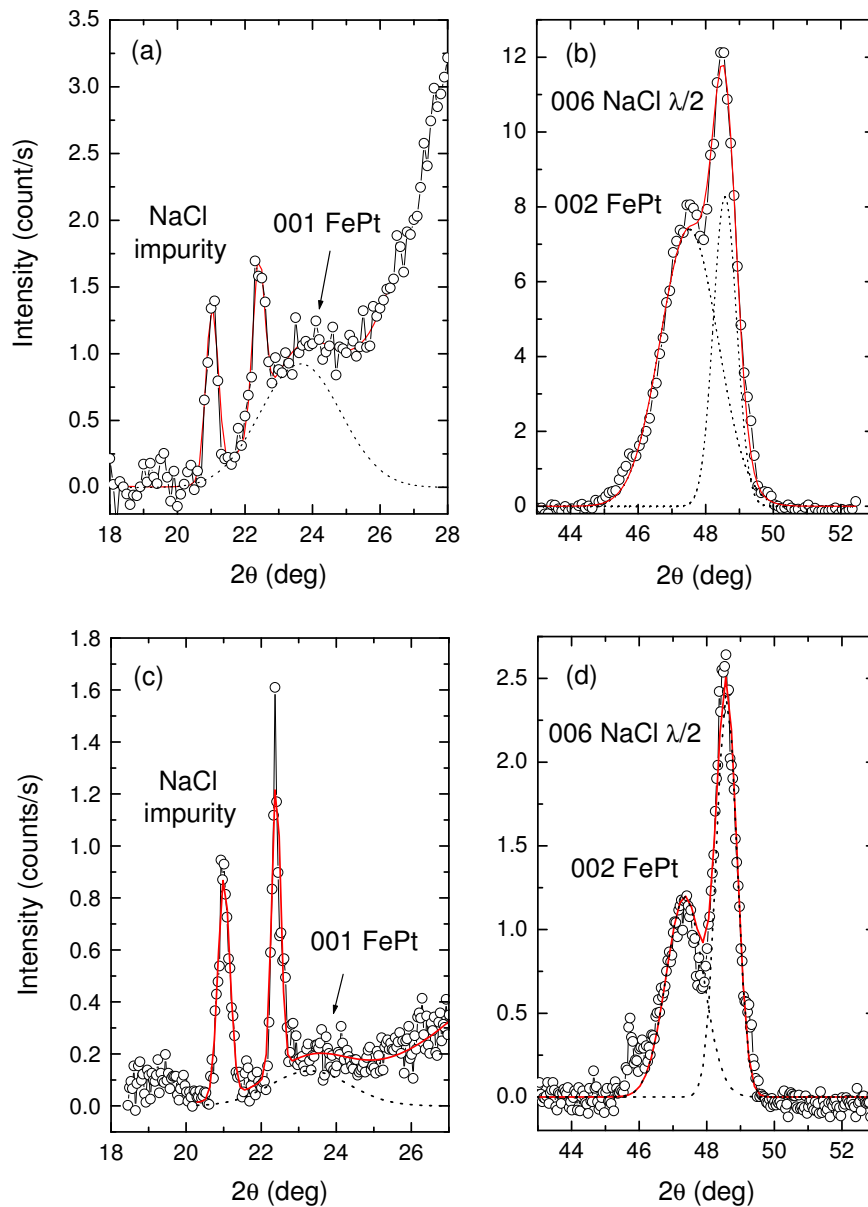 (a)
3.5
3.0
2.5
2.0
1.5
1.0
0.5
0.0
Intensity (count/s)
NaCl
impurity
001 FePt
18 20 22 24 26 28
2θ (deg)
(b)
12
10
8
6
4
2
0
006 NaCl λ/2
002 FePt
44 46 48 50 52
2θ (deg)
(c)
1.8
1.6
1.4
1.2
1.0
0.8
0.6
0.4
0.2
0.0
Intensity (counts/s)
NaCl
impurity
001 FePt
18 20 22 24 26
2θ (deg)
(d)
2.5
2.0
1.5
1.0
0.5
0.0
006 NaCl λ/2
002 FePt
44 46 48 50 52
2θ (deg)